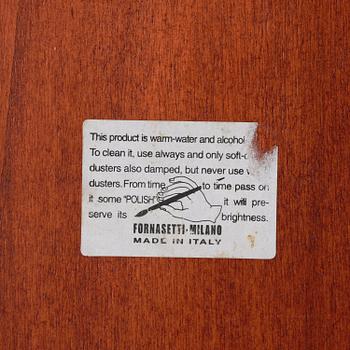 This product is warm-water and alcohol
To clean it, use always and only soft-
dusters also damped, but never use
dusters. From time to time pass on
it some "POLISH" it will pre-
serve its brightness.
FORNASETTI-MILANO
MADE IN ITALY